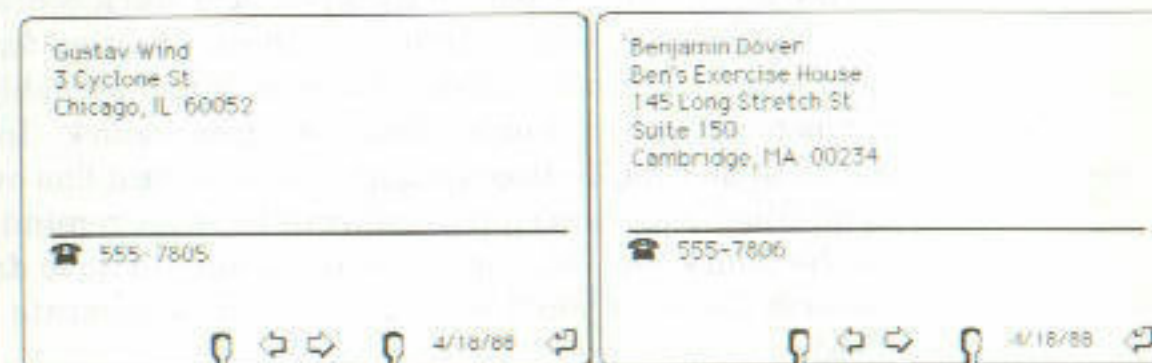 Gustav Wind
3 Cyclone St
Chicago, IL 60052
555-7805
4/18/88
Benjamin Dover
Ben's Exercise House
145 Long Stretch St
Suite 150
Cambridge, MA 00234
555-7806
4/18/88